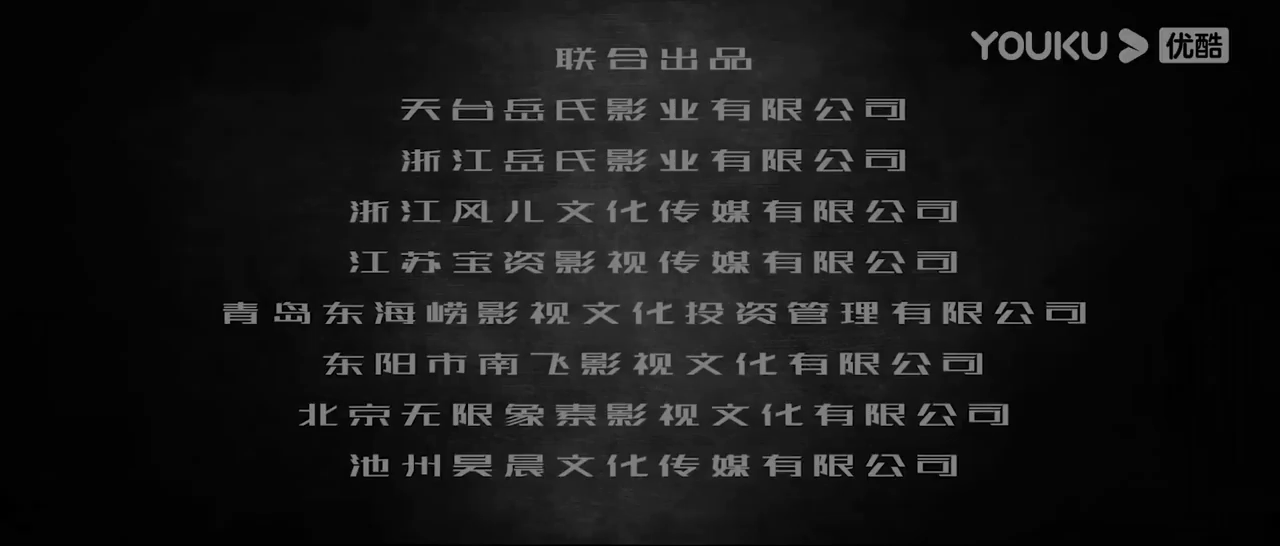 YOUKU 优酷
联合出品
天台岳氏影业有限公司
浙江岳氏影业有限公司
浙江风儿文化传媒有限公司
江苏宝资影视传媒有限公司
青岛东海崂影视文化投资管理有限公司
东阳市南飞影视文化有限公司
北京无限象素影视文化有限公司
池州昊晨文化传媒有限公司